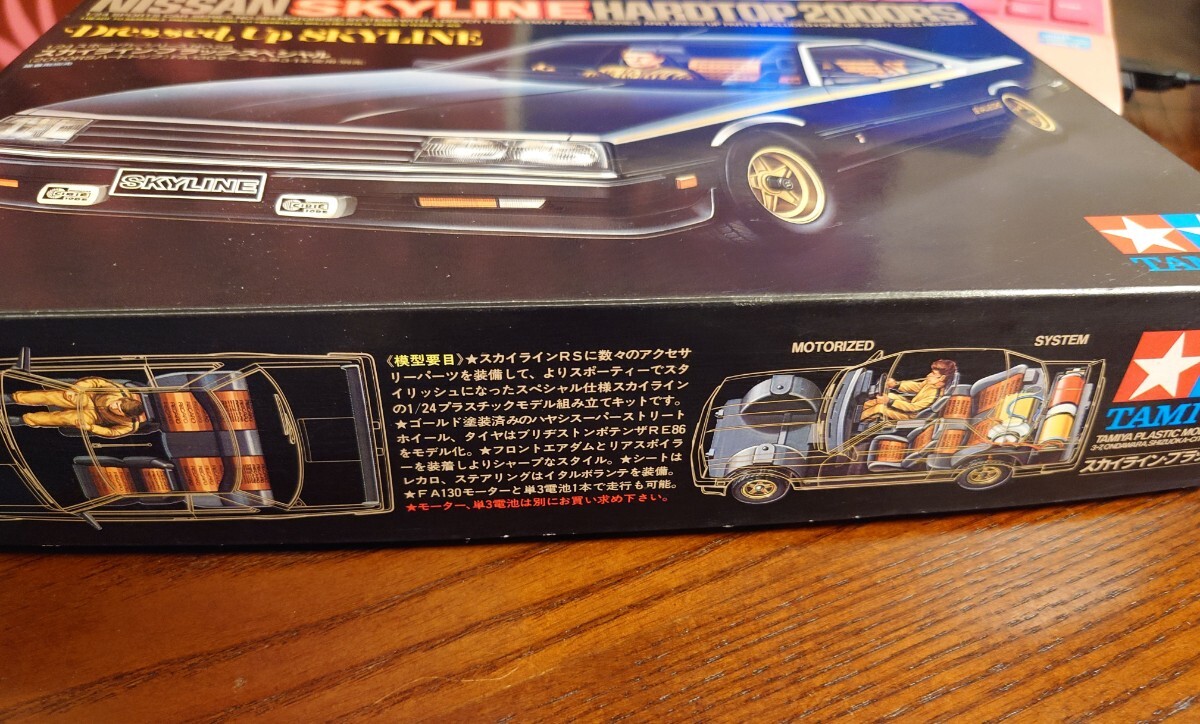 NISSAN SKYLINE HARDTOP 2000RS
Dressed Up SKYLINE
スカイライン・ブラック・スペシャル
SKYLINE
TAM
《模型要目》★スカイラインRSに数々のアクセサ
リーパーツを装備して、よりスポーティーでスタ
イリッシュになったスペシャル仕様スカイライン
の1/24プラスチックモデル組み立てキットです。
★ゴールド塗装済みのハヤシスーパーストリート
ホイール、タイヤはブリヂストンポテンザRE86
をモデル化。★フロントエアダムとリアスポイラ
ーを装着しよりシャープなスタイル。★シートは
レカロ、ステアリングはイタルボランテを装備。
★FA130モーターと単3電池1本で走行も可能。
★モーター、単3電池は別にお買い求め下さい。
MOTORIZED SYSTEM
TAMI
TAMIYA PLASTIC MO
スカイライン・ブラッ